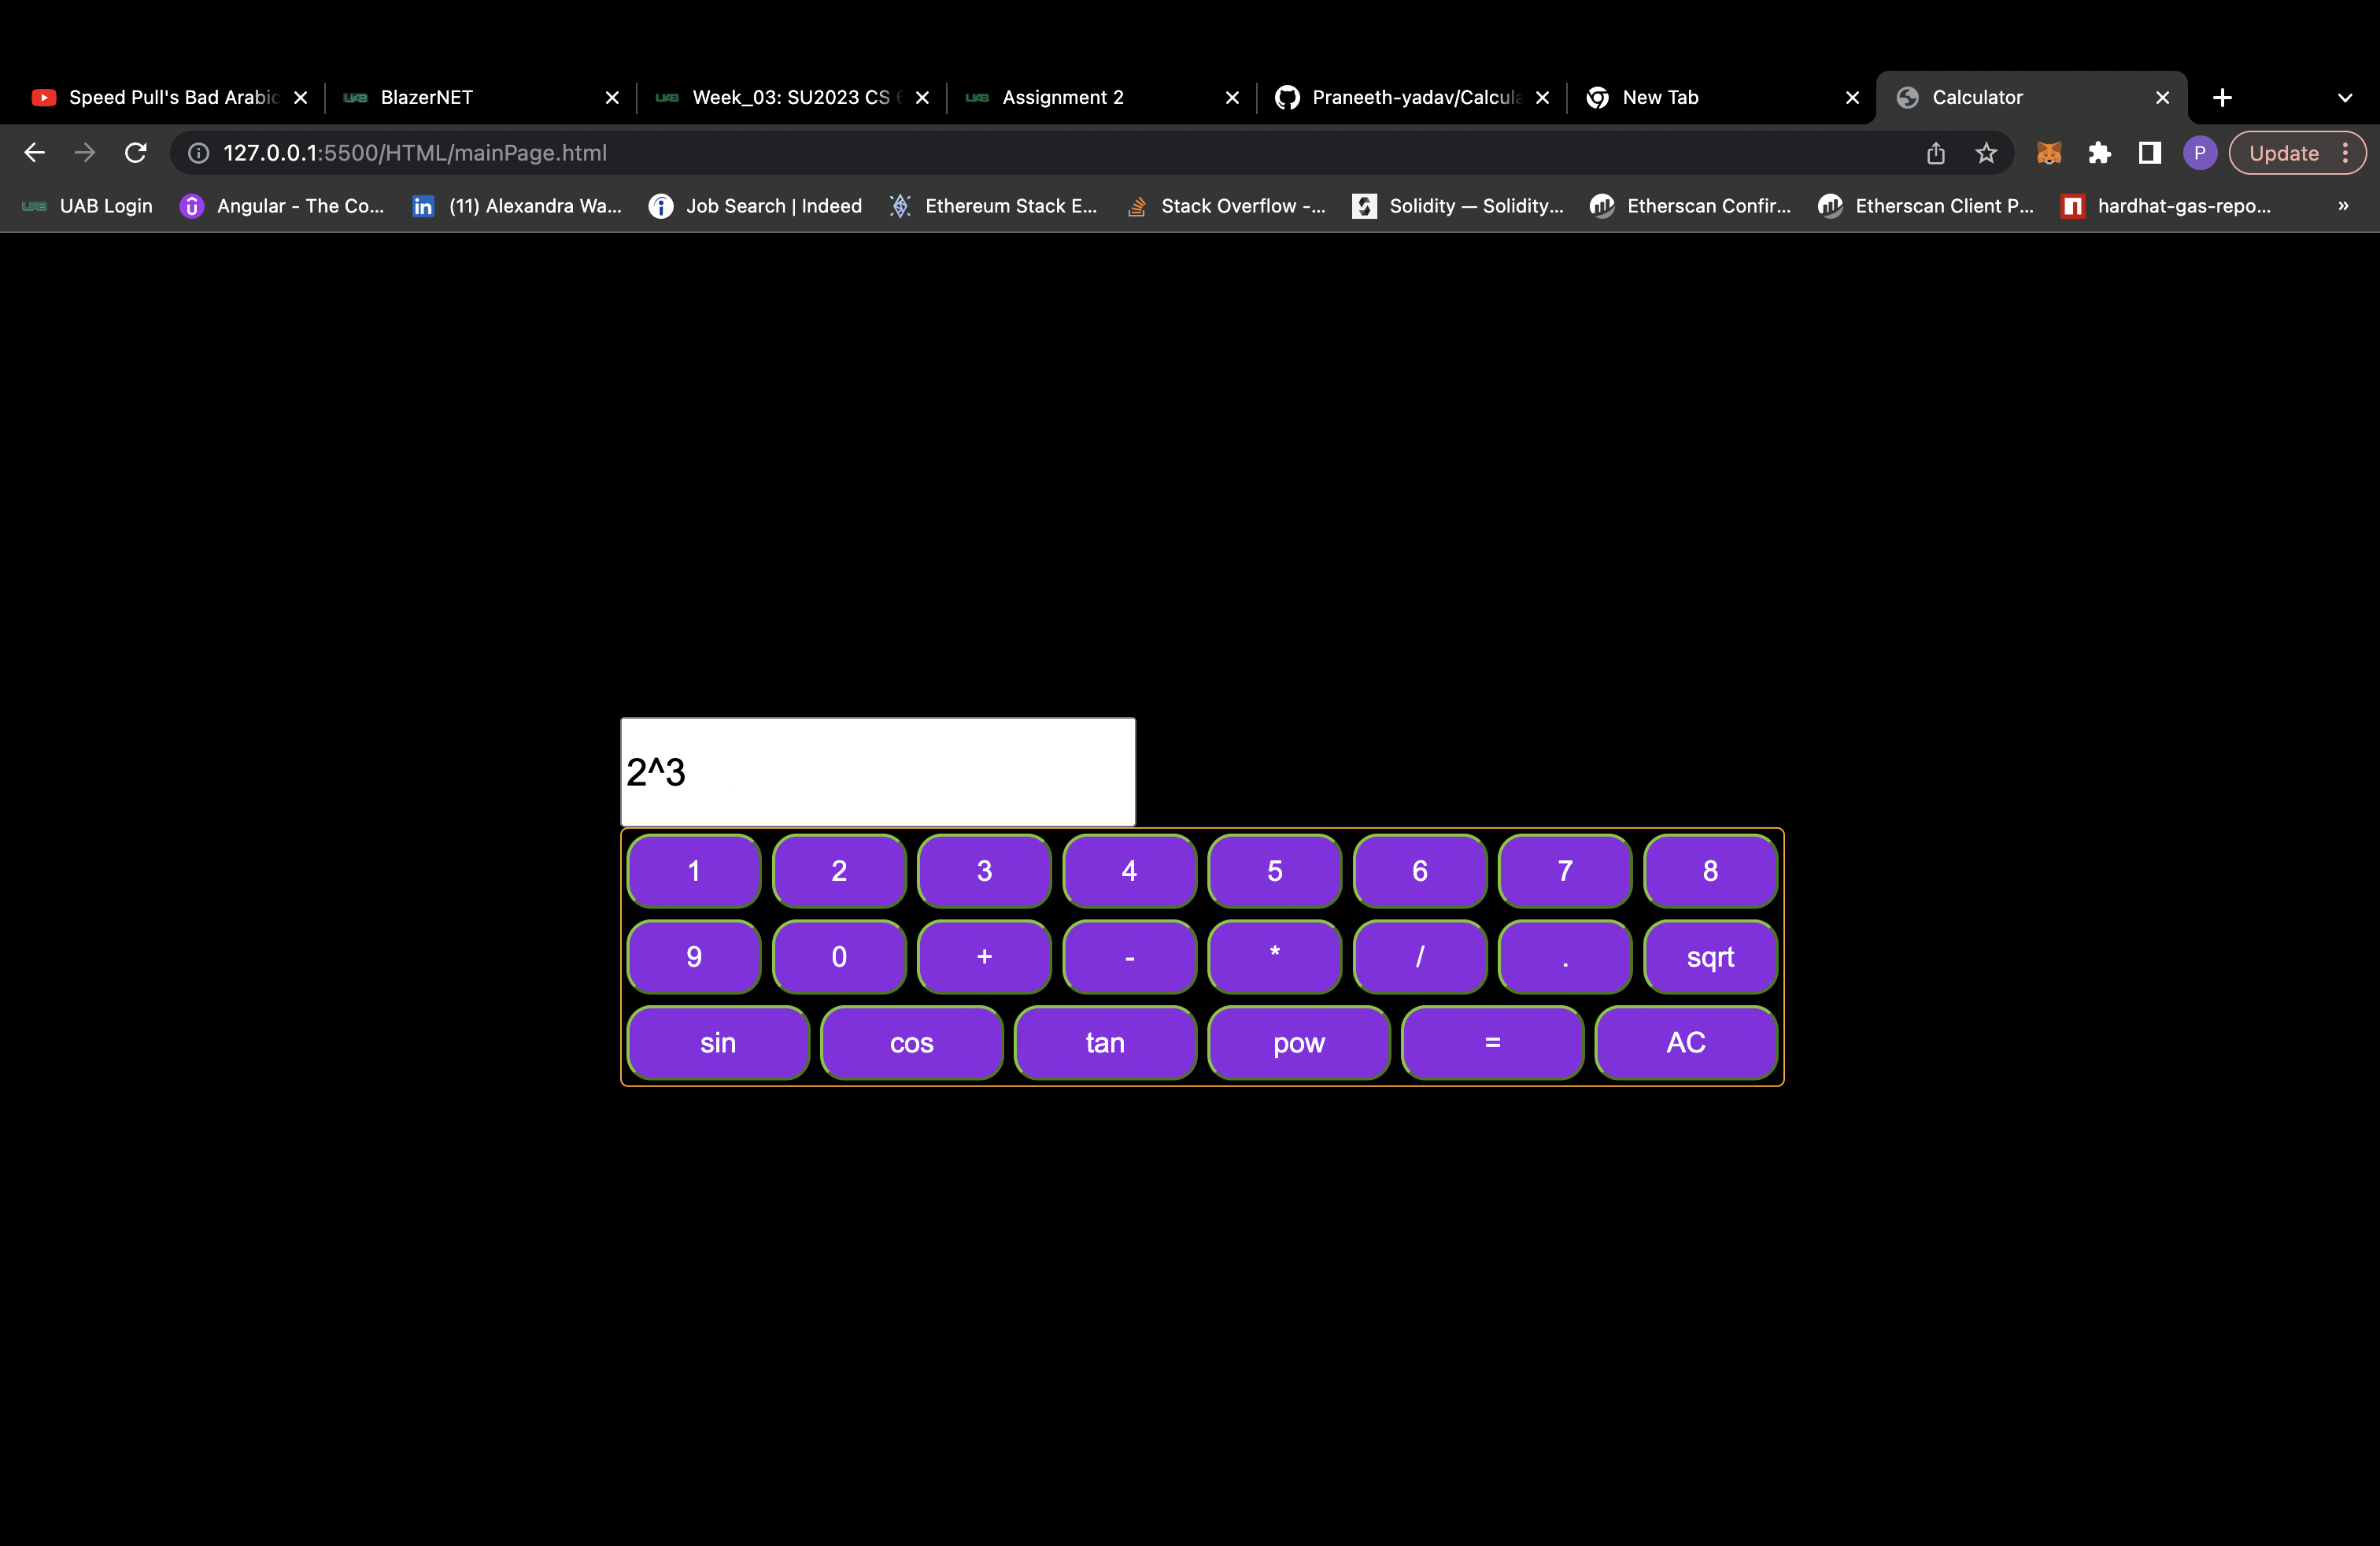 Speed Pull's Bad Arabic BlazerNET Week_03: SU2023 CS Assignment 2 Praneeth-yadav/Calcula New Tab Calculator
127.0.0.1:5500/HTML/mainPage.html P Update
UAB Login Angular - The Co... in (11) Alexandra Wa... Job Search | Indeed Ethereum Stack E... Stack Overflow -... Solidity — Solidity... Etherscan Confir... Etherscan Client P... hardhat-gas-repo... »
2^3
1 2 3 4 5 6 7 8
9 0 + - * / . sqrt
sin cos tan pow = AC